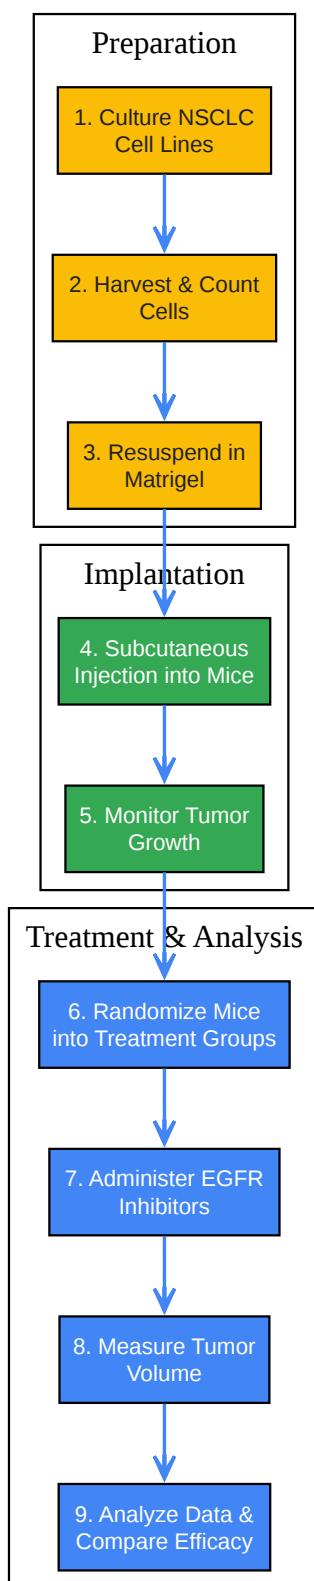 Preparation
1. Culture NSCLC
Cell Lines
2. Harvest & Count
Cells
3. Resuspend in
Matrigel
Implantation
4. Subcutaneous
Injection into Mice
5. Monitor Tumor
Growth
Treatment & Analysis
6. Randomize Mice
into Treatment Groups
7. Administer EGFR
Inhibitors
8. Measure Tumor
Volume
9. Analyze Data &
Compare Efficacy